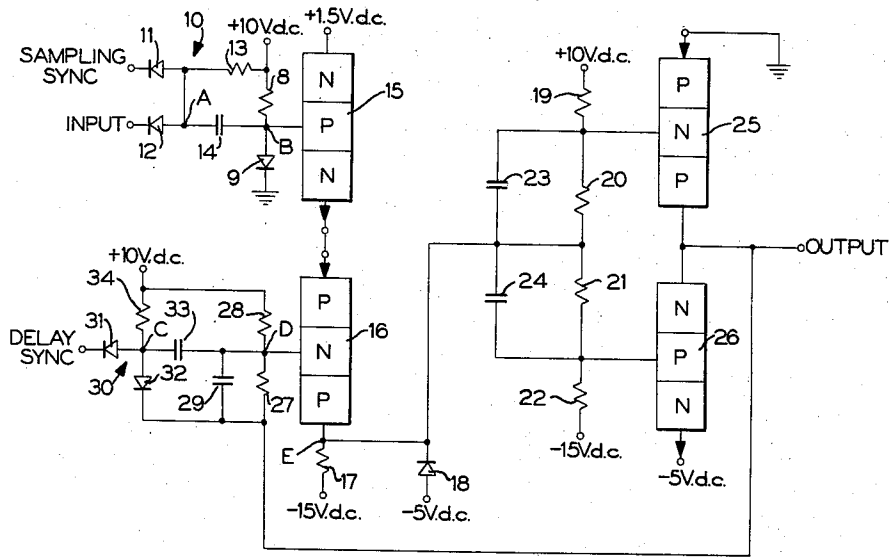 +1.5V.d.c.
10
+10V.d.c.
11
13
SAMPLING
SYNC
8
N
15
A
P
INPUT
B
12
14
9
N
+10V.d.c.
P
19
25
N
23
20
P
OUTPUT
24
21
+10V.d.c.
34
P
28
N
31
33
C
16
DELAY
SYNC
D
N
26
P
30
32
29
27
P
22
N
E
17
18
-15V.d.c.
-5V.d.c.
-15V.d.c.
-5V.d.c.